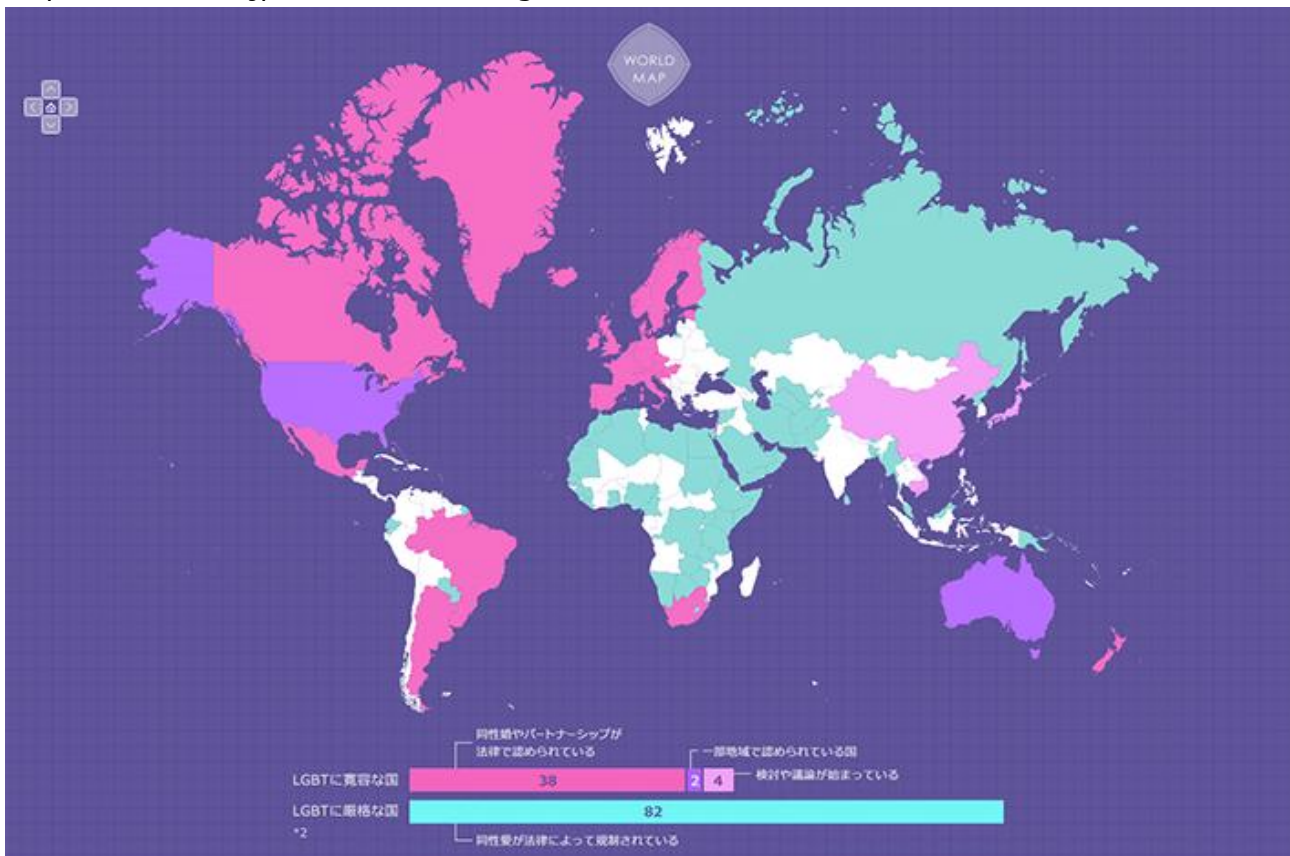 WORLD
MAP
同性婚やパートナーシップが
法律で認められている
一部地域で認められている国
LGBTに寛容な国
38
2
4
検討や議論が始まっている
LGBTに厳格な国
82
*2
同性愛が法律によって規制されている